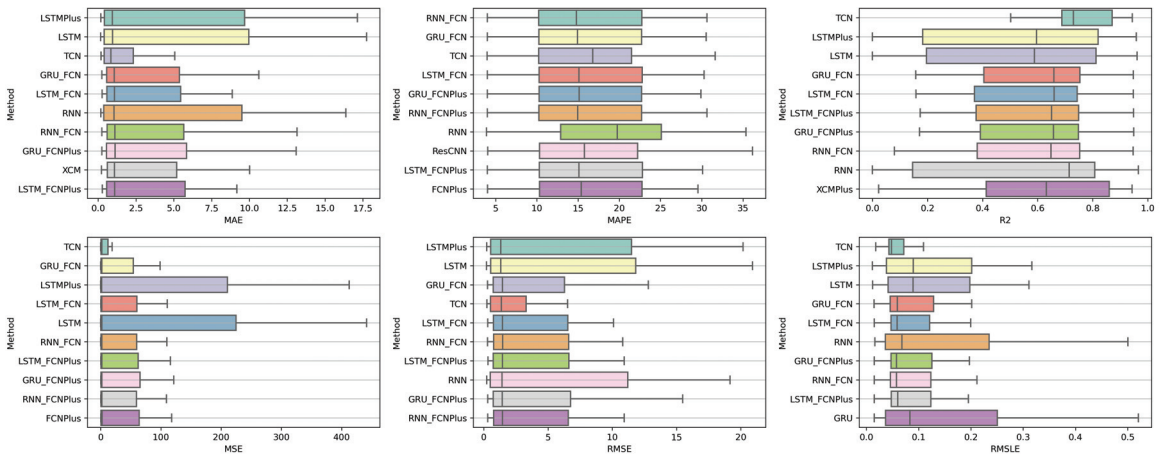 LSTMPlus
LSTM
TCN
GRU_FCN
LSTM_FCN
RNN
RNN_FCN
GRU_FCNPlus
XCM
LSTM_FCNPlus
Method
0.0 2.5 5.0 7.5 10.0 12.5 15.0 17.5
MAE
RNN_FCN
GRU_FCN
TCN
LSTM_FCN
GRU_FCNPlus
RNN_FCNPlus
RNN
ResCNN
LSTM_FCNPlus
FCNPlus
Method
5 10 15 20 25 30 35
MAPE
TCN
LSTMPlus
LSTM
GRU_FCN
LSTM_FCN
LSTM_FCNPlus
GRU_FCNPlus
RNN_FCN
RNN
XCMPlus
Method
0.0 0.2 0.4 0.6 0.8 1.0
R2
TCN
GRU_FCN
LSTMPlus
LSTM_FCN
LSTM
RNN_FCN
LSTM_FCNPlus
GRU_FCNPlus
RNN_FCNPlus
FCNPlus
Method
0 100 200 300 400
MSE
LSTMPlus
LSTM
GRU_FCN
TCN
LSTM_FCN
RNN_FCN
LSTM_FCNPlus
RNN
GRU_FCNPlus
RNN_FCNPlus
Method
0 5 10 15 20
RMSE
TCN
LSTMPlus
LSTM
GRU_FCN
LSTM_FCN
RNN
GRU_FCNPlus
RNN_FCN
LSTM_FCNPlus
GRU
Method
0.0 0.1 0.2 0.3 0.4 0.5
RMSLE